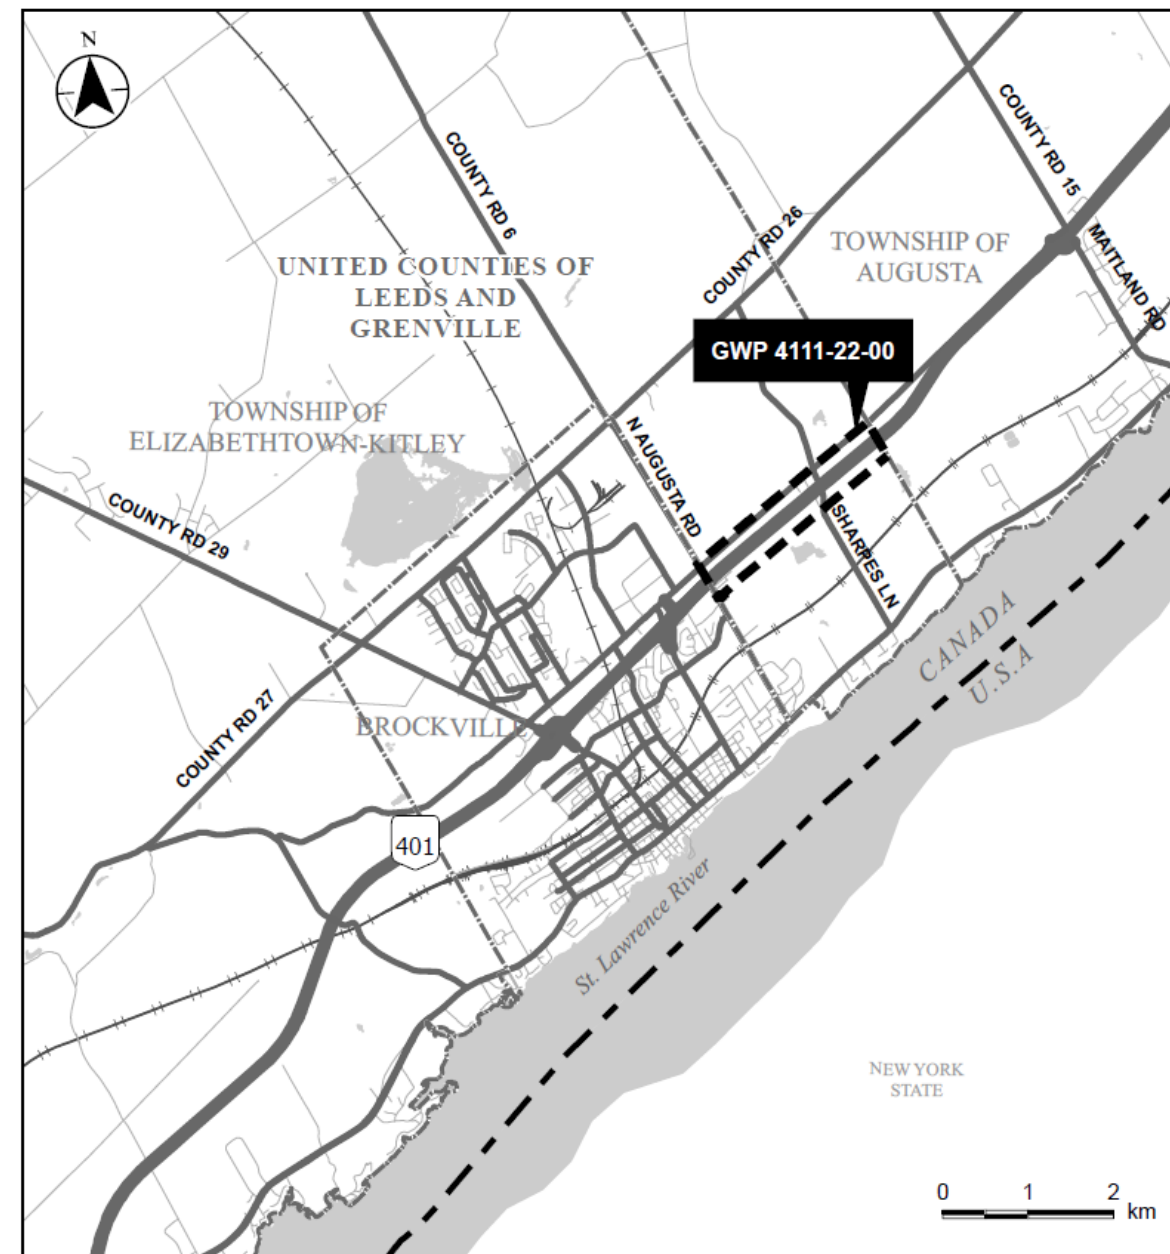 N
COUNTY RD 6
COUNTY RD 15
MAITLAND RD
COUNTY RD 26
TOWNSHIP OF
AUGUSTA
UNITED COUNTIES OF
LEEDS AND
GRENVILLE
GWP 4111-22-00
TOWNSHIP OF
ELIZABETHTOWN-KITLEY
N AUGUSTA RD
COUNTY RD 29
SHARPES LN
CANADA
U.S.A
BROCKVILLE
COUNTY RD 27
401
St. Lawrence River
NEW YORK
STATE
0 1 2
km